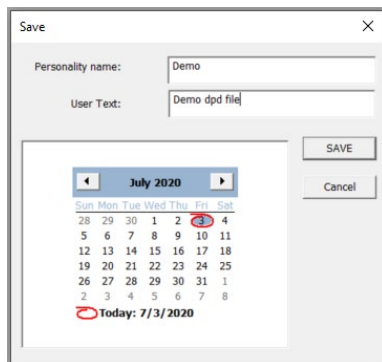 Save
Personality name: Demo
User Text: Demo dpd file
SAVE
Cancel
July 2020
Sun Mon Tue Wed Thu Fri Sat
28 29 30 1 2 3 4
5 6 7 8 9 10 11
12 13 14 15 16 17 18
19 20 21 22 23 24 25
26 27 28 29 30 31 1
2 3 4 5 6 7 8
Today: 7/3/2020